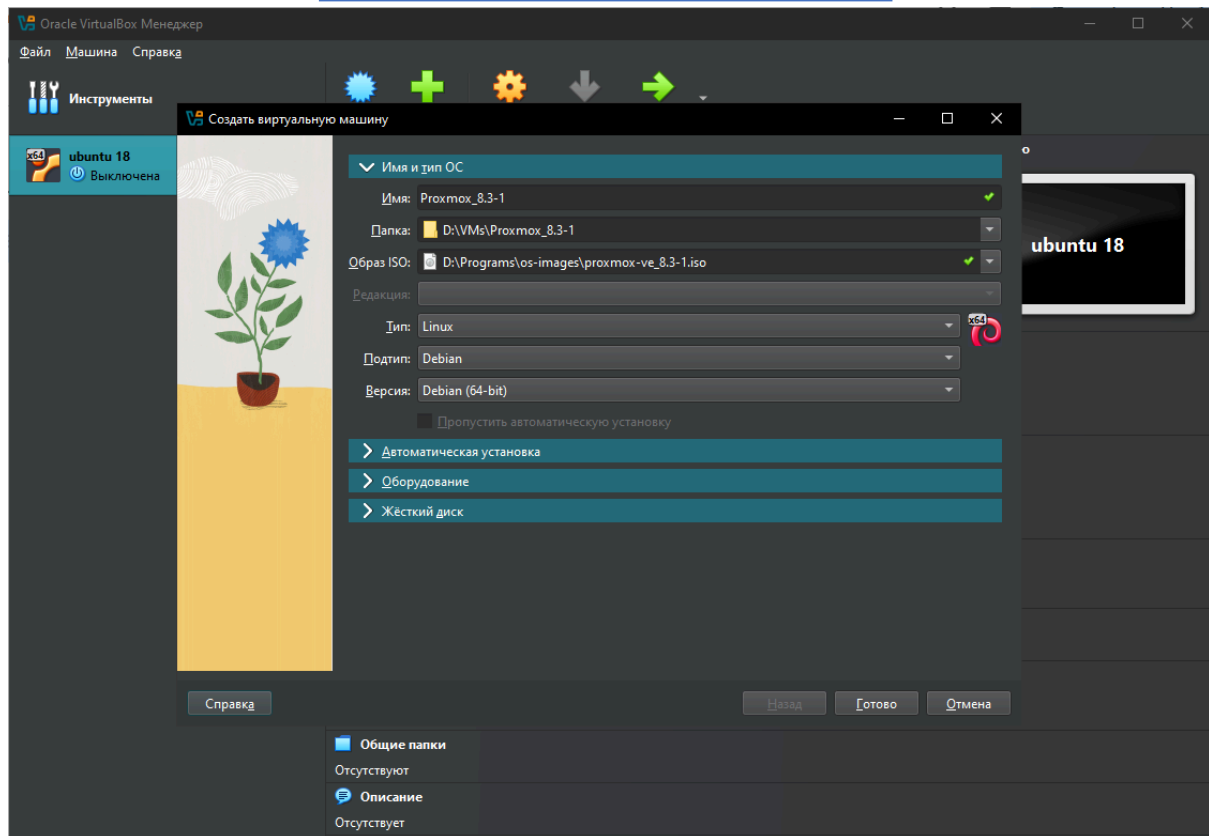 Oracle VirtualBox Менеджер
Файл Машина Справка
Инструменты
ubuntu 18
Выключена
Создать виртуальную машину
Имя и тип ОС
Имя: Proxmox_8.3-1
Папка: D:\VMs\Proxmox_8.3-1
Образ ISO: D:\Programs\os-images\proxmox-ve_8.3-1.iso
Редакция:
Тип: Linux
x64
Подтип: Debian
Версия: Debian (64-bit)
Пропустить автоматическую установку
Автоматическая установка
Оборудование
Жёсткий диск
Справка Назад Готово Отмена
о
ubuntu 18
Общие папки
Отсутствуют
Описание
Отсутствует